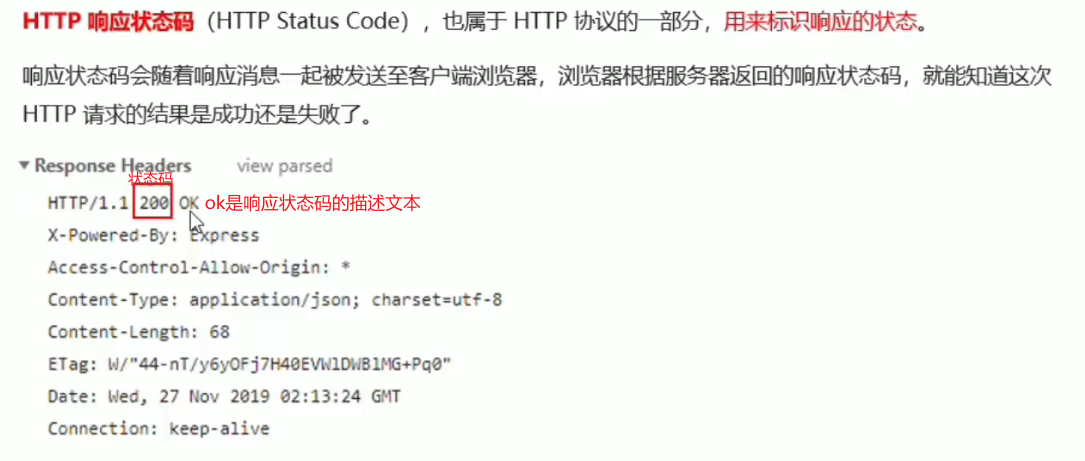 HTTP 响应状态码（HTTP Status Code），也属于 HTTP 协议的一部分，用来标识响应的状态。
响应状态码会随着响应消息一起被发送至客户端浏览器，浏览器根据服务器返回的响应状态码，就能知道这次
HTTP 请求的结果是成功还是失败了。
Response Headers view parsed
状态码
HTTP/1.1 200 OK ok是响应状态码的描述文本
X-Powered-By: Express
Access-Control-Allow-Origin: *
Content-Type: application/json; charset=utf-8
Content-Length: 68
ETag: W/"44-nT/y6yOFj7H40EVWlDWBlMG+Pq0"
Date: Wed, 27 Nov 2019 02:13:24 GMT
Connection: keep-alive